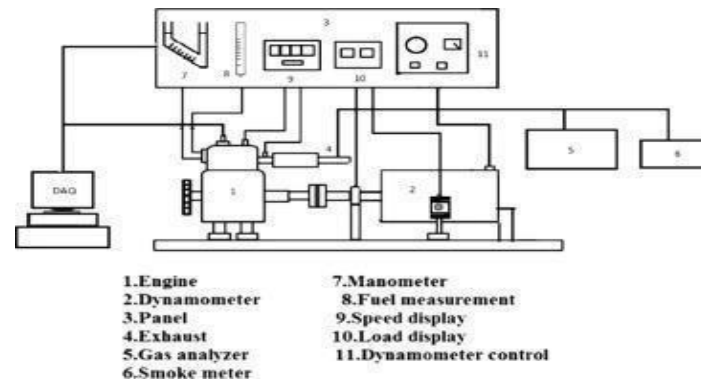 3
7
8
9
10
11
4
DAQ
1
2
5
6
1.Engine
2.Dynamometer
3.Panel
4.Exhaust
5.Gas analyzer
6.Smoke meter
7.Manometer
8.Fuel measurement
9.Speed display
10.Load display
11.Dynamometer control